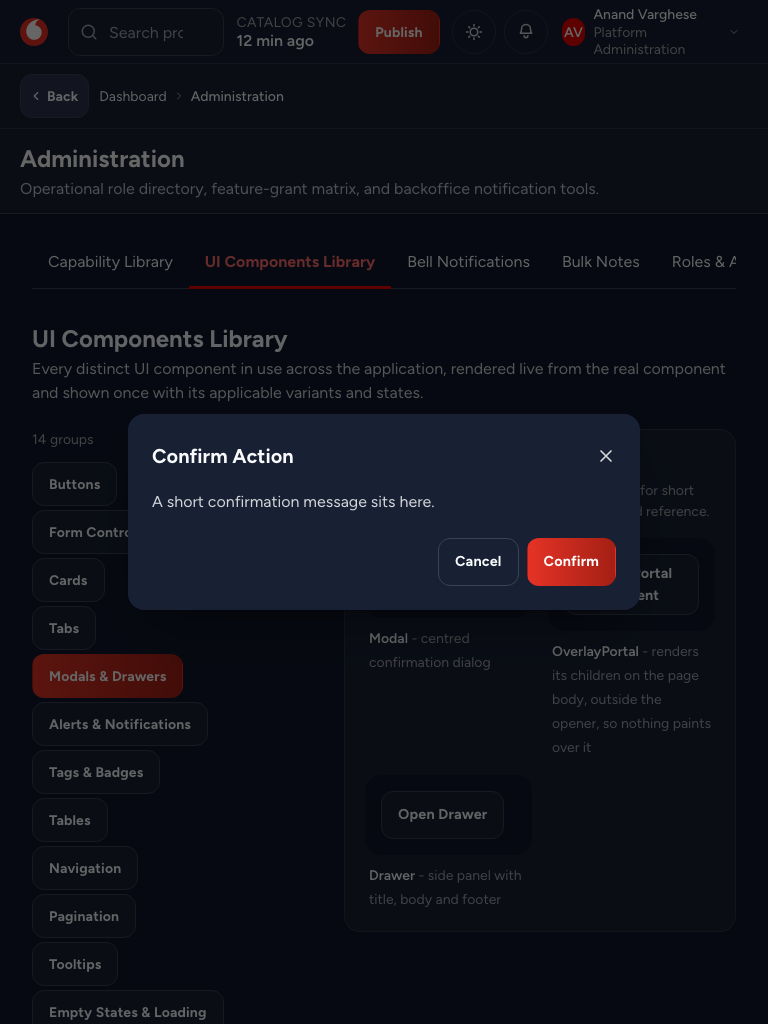 Search pro
CATALOG SYNC
12 min ago
Publish
AV
Anand Varghese
Platform
Administration
Back
Dashboard
Administration
Administration
Operational role directory, feature-grant matrix, and backoffice notification tools.
Capability Library
UI Components Library
Bell Notifications
Bulk Notes
Roles & A
UI Components Library
Every distinct UI component in use across the application, rendered live from the real component
and shown once with its applicable variants and states.
14 groups
Buttons
Form Contro
Cards
Tabs
Modals & Drawers
Alerts & Notifications
Tags & Badges
Tables
Navigation
Pagination
Tooltips
Empty States & Loading
Confirm Action
A short confirmation message sits here.
Cancel
Confirm
for short
reference.
Modal - centred
confirmation dialog
OverlayPortal - renders
its children on the page
body, outside the
opener, so nothing paints
over it
Open Drawer
Drawer - side panel with
title, body and footer